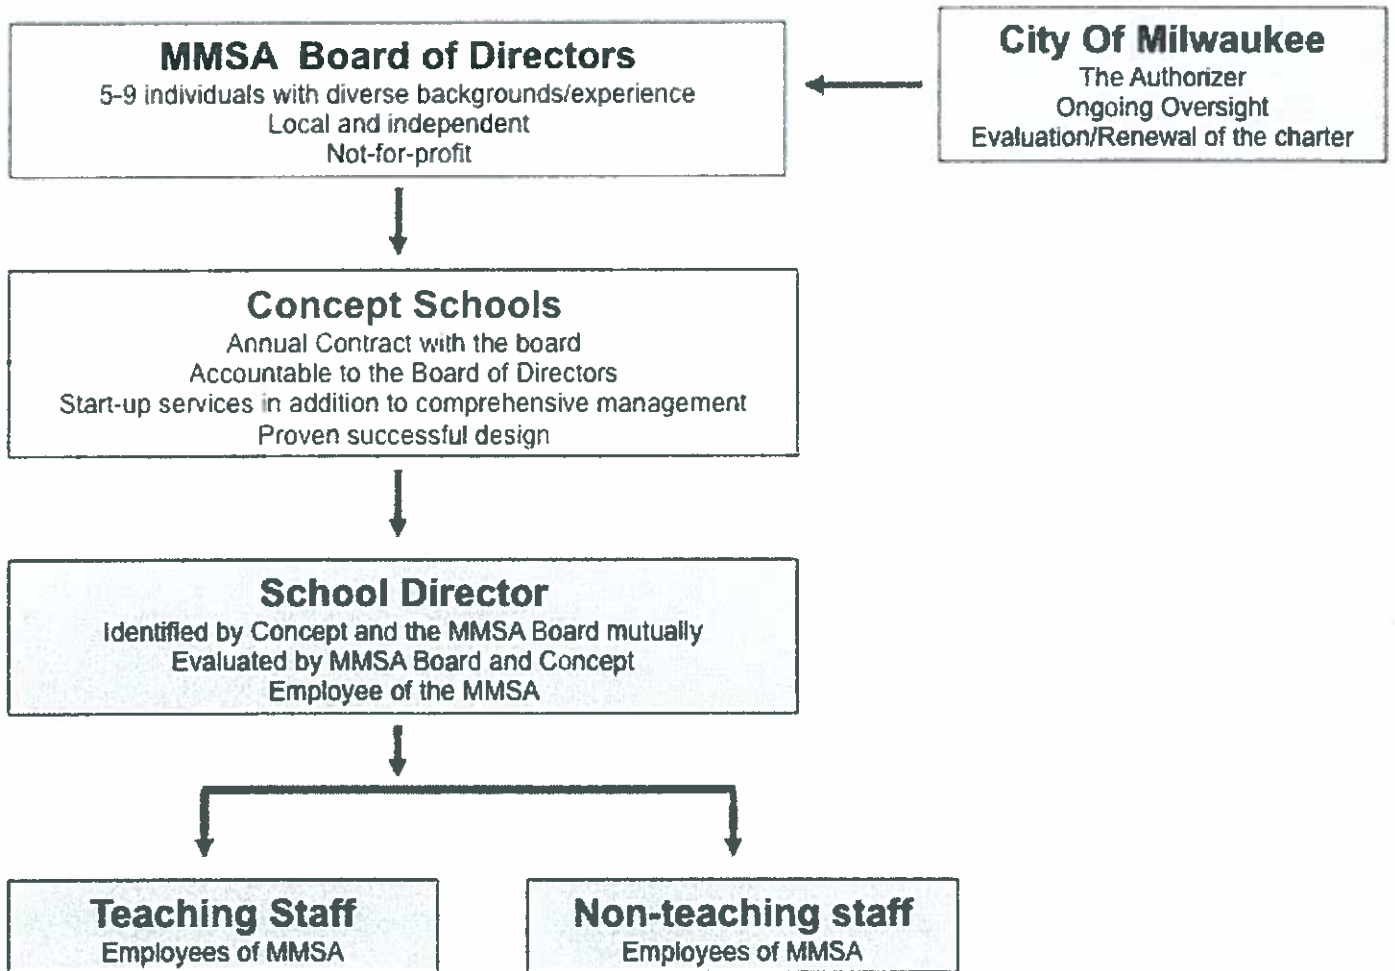 MMSA Board of Directors
5-9 individuals with diverse backgrounds/experience
Local and independent
Not-for-profit
City Of Milwaukee
The Authorizer
Ongoing Oversight
Evaluation/Renewal of the charter
Concept Schools
Annual Contract with the board
Accountable to the Board of Directors
Start-up services in addition to comprehensive management
Proven successful design
School Director
Identified by Concept and the MMSA Board mutually
Evaluated by MMSA Board and Concept
Employee of the MMSA
Teaching Staff
Employees of MMSA
Non-teaching staff
Employees of MMSA